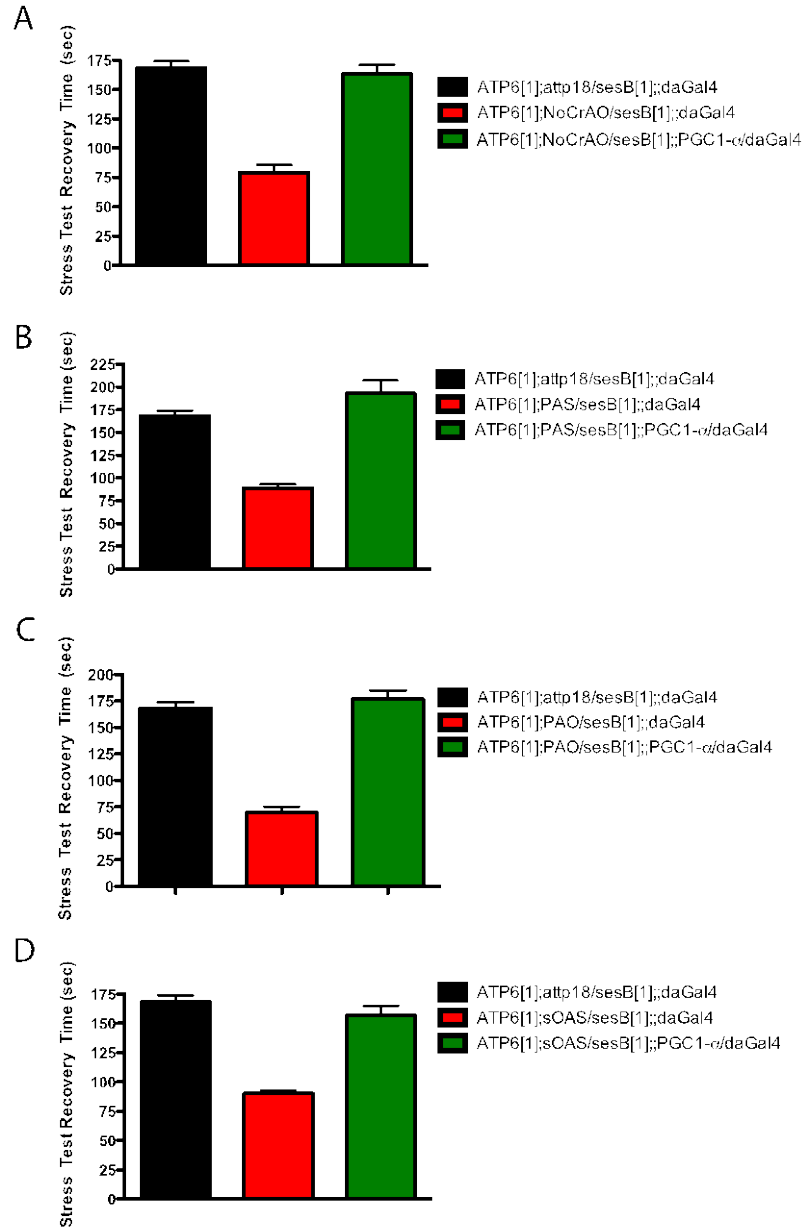 A
Stress Test Recovery Time (sec)
175
150
125
100
75
50
25
0
ATP6[1];attp18/sesB[1];;daGal4
ATP6[1];NoCrAO/sesB[1];;daGal4
ATP6[1];NoCrAO/sesB[1];;PGC1-α/daGal4
B
Stress Test Recovery Time (sec)
225
200
175
150
125
100
75
50
25
0
ATP6[1];attp18/sesB[1];;daGal4
ATP6[1];PAS/sesB[1];;daGal4
ATP6[1];PAS/sesB[1];;PGC1-α/daGal4
C
Stress Test Recovery Time (sec)
200
175
150
125
100
75
50
25
0
ATP6[1];attp18/sesB[1];;daGal4
ATP6[1];PAO/sesB[1];;daGal4
ATP6[1];PAO/sesB[1];;PGC1-α/daGal4
D
Stress Test Recovery Time (sec)
175
150
125
100
75
50
25
0
ATP6[1];attp18/sesB[1];;daGal4
ATP6[1];sOAS/sesB[1];;daGal4
ATP6[1];sOAS/sesB[1];;PGC1-α/daGal4